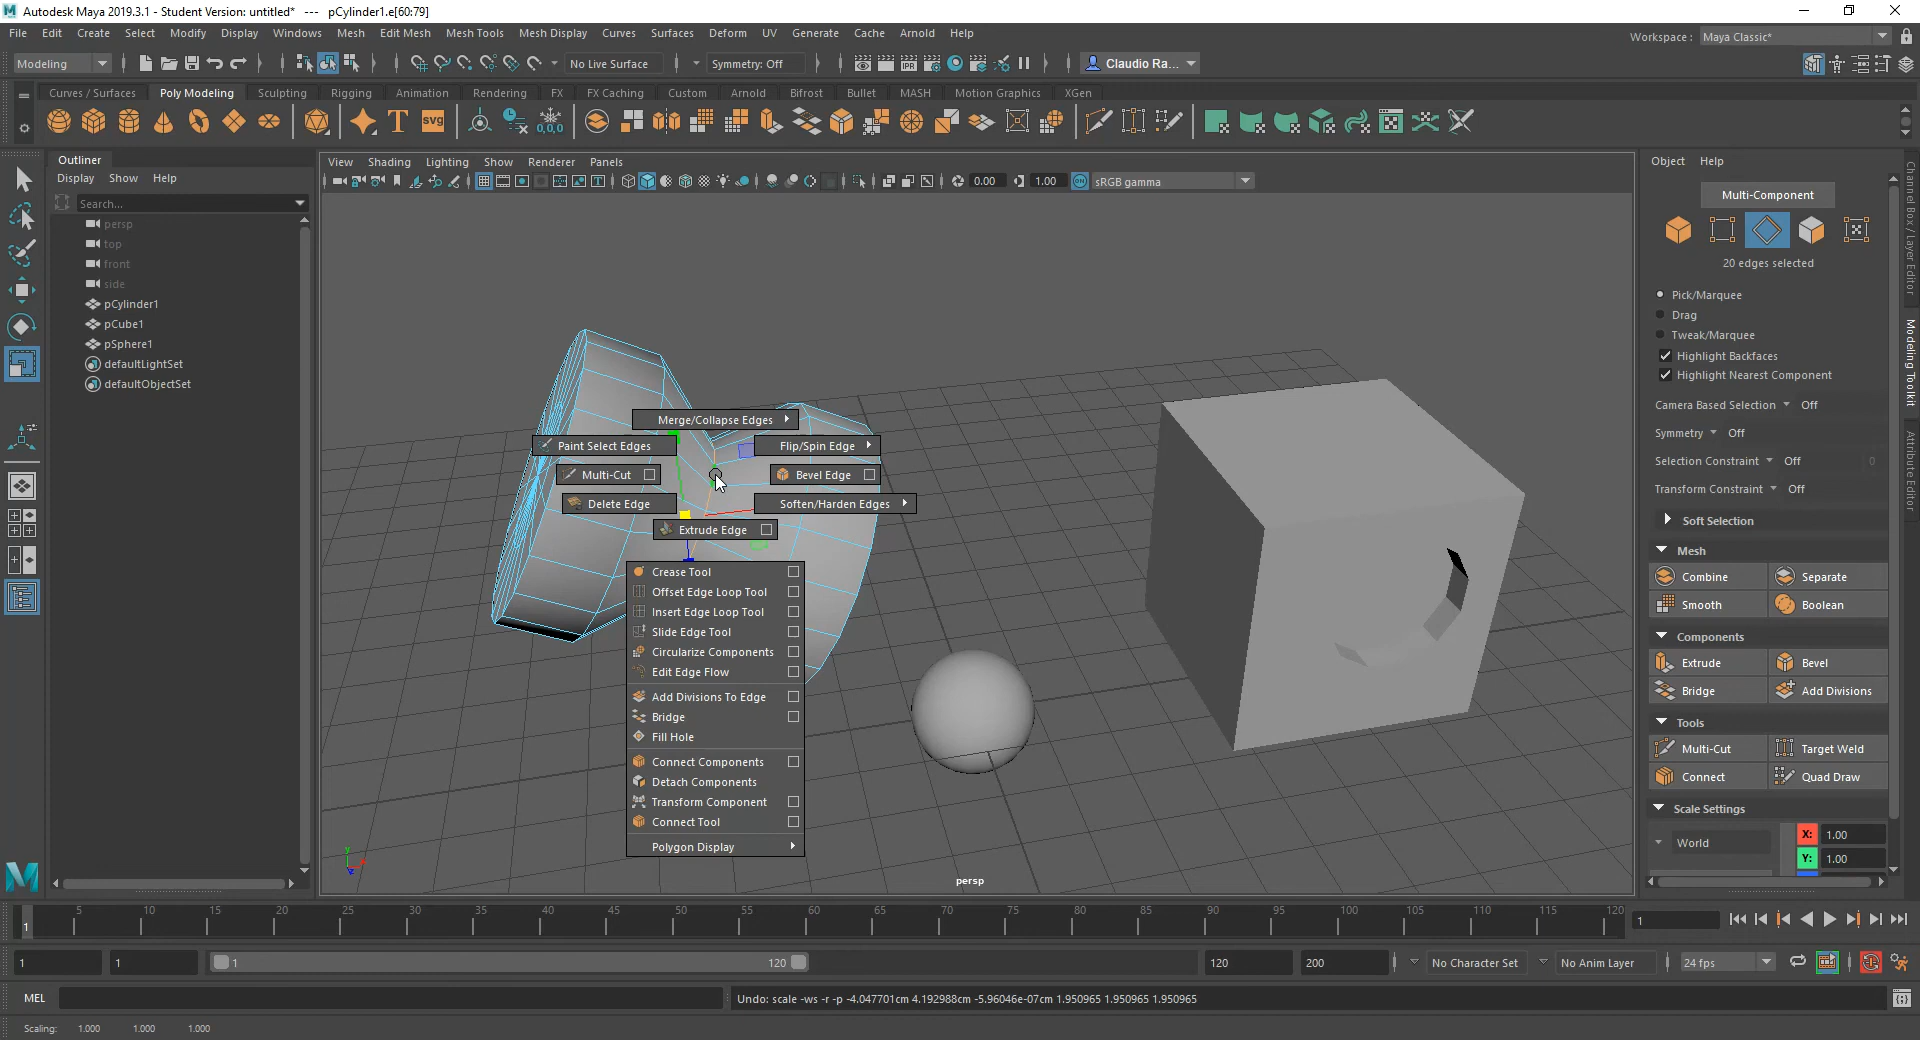 Autodesk Maya 2019.3.1 - Student Version: untitled*   ---   pCylinder1.e[60:79]
File Edit Create Select Modify Display Windows Mesh Edit Mesh Mesh Tools Mesh Display Curves Surfaces Deform UV Generate Cache Arnold Help
Workspace : Maya Classic*
Modeling No Live Surface Symmetry: Off IPR Claudio Ra...
Curves / Surfaces Poly Modeling Sculpting Rigging Animation Rendering FX FX Caching Custom Arnold Bifrost Bullet MASH Motion Graphics XGen
T svg 0,0,0
Outliner
Display Show Help
Search...
persp
top
front
side
pCylinder1
pCube1
pSphere1
defaultLightSet
defaultObjectSet
View Shading Lighting Show Renderer Panels
0.00 1.00 ON sRGB gamma
Merge/Collapse Edges
Paint Select Edges Flip/Spin Edge
Multi-Cut Bevel Edge
Delete Edge Soften/Harden Edges
Extrude Edge
Crease Tool
Offset Edge Loop Tool
Insert Edge Loop Tool
Slide Edge Tool
Circularize Components
Edit Edge Flow
Add Divisions To Edge
Bridge
Fill Hole
Connect Components
Detach Components
Transform Component
Connect Tool
Polygon Display
persp
Object Help
Multi-Component
20 edges selected
Pick/Marquee
Drag
Tweak/Marquee
Highlight Backfaces
Highlight Nearest Component
Camera Based Selection Off
Symmetry Off
Selection Constraint Off 0
Transform Constraint Off
Soft Selection
Mesh
Combine Separate
Smooth Boolean
Components
Extrude Bevel
Bridge Add Divisions
Tools
Multi-Cut Target Weld
Connect Quad Draw
Scale Settings
X: 1.00
World
Y: 1.00
Channel Box / Layer Editor
Modeling Toolkit
Attribute Editor
5 10 15 20 25 30 35 40 45 50 55 60 65 70 75 80 85 90 95 100 105 110 115 120
1 1
1 1 1 120 120 200 No Character Set No Anim Layer 24 fps
MEL Undo: scale -ws -r -p -4.047701cm 4.192988cm -5.96046e-07cm 1.950965 1.950965 1.950965
Scaling: 1.000 1.000 1.000